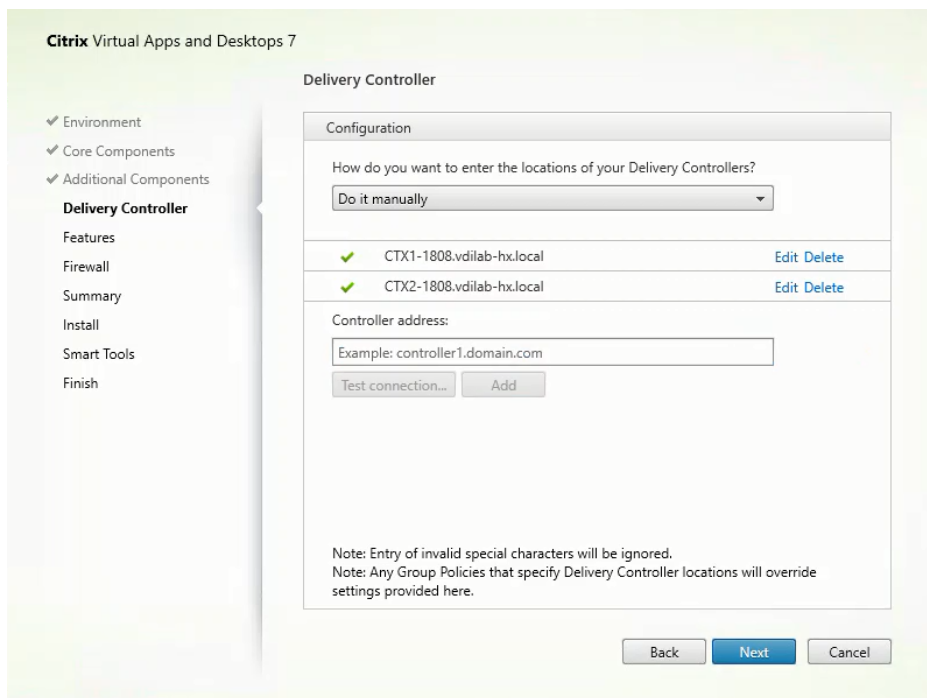 Citrix Virtual Apps and Desktops 7
Delivery Controller
Environment
Core Components
Additional Components
Delivery Controller
Features
Firewall
Summary
Install
Smart Tools
Finish
Configuration
How do you want to enter the locations of your Delivery Controllers?
Do it manually
CTX1-1808.vdilab-hx.local Edit Delete
CTX2-1808.vdilab-hx.local Edit Delete
Controller address:
Example: controller1.domain.com
Test connection... Add
Note: Entry of invalid special characters will be ignored.
Note: Any Group Policies that specify Delivery Controller locations will override
settings provided here.
Back Next Cancel